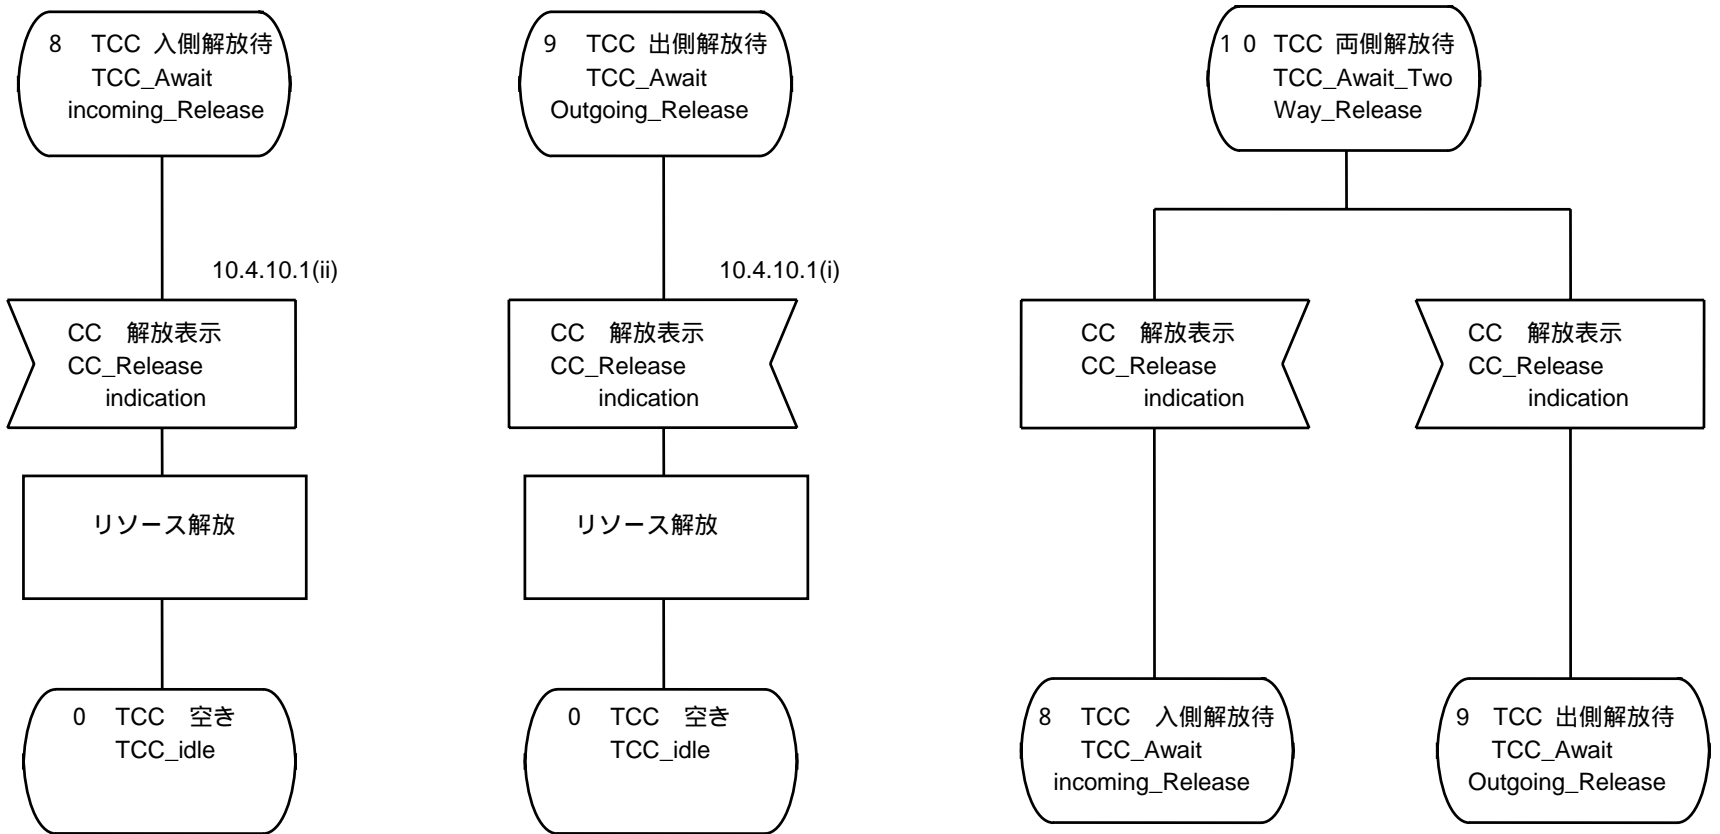 8 TCC 入側解放待
TCC_Await
incoming_Release
10.4.10.1(ii)
CC 解放表示
CC_Release
indication
リソース解放
0 TCC 空き
TCC_idle
9 TCC 出側解放待
TCC_Await
Outgoing_Release
10.4.10.1(i)
CC 解放表示
CC_Release
indication
リソース解放
0 TCC 空き
TCC_idle
1 0 TCC 両側解放待
TCC_Await_Two
Way_Release
CC 解放表示
CC_Release
indication
8 TCC 入側解放待
TCC_Await
incoming_Release
CC 解放表示
CC_Release
indication
9 TCC 出側解放待
TCC_Await
Outgoing_Release